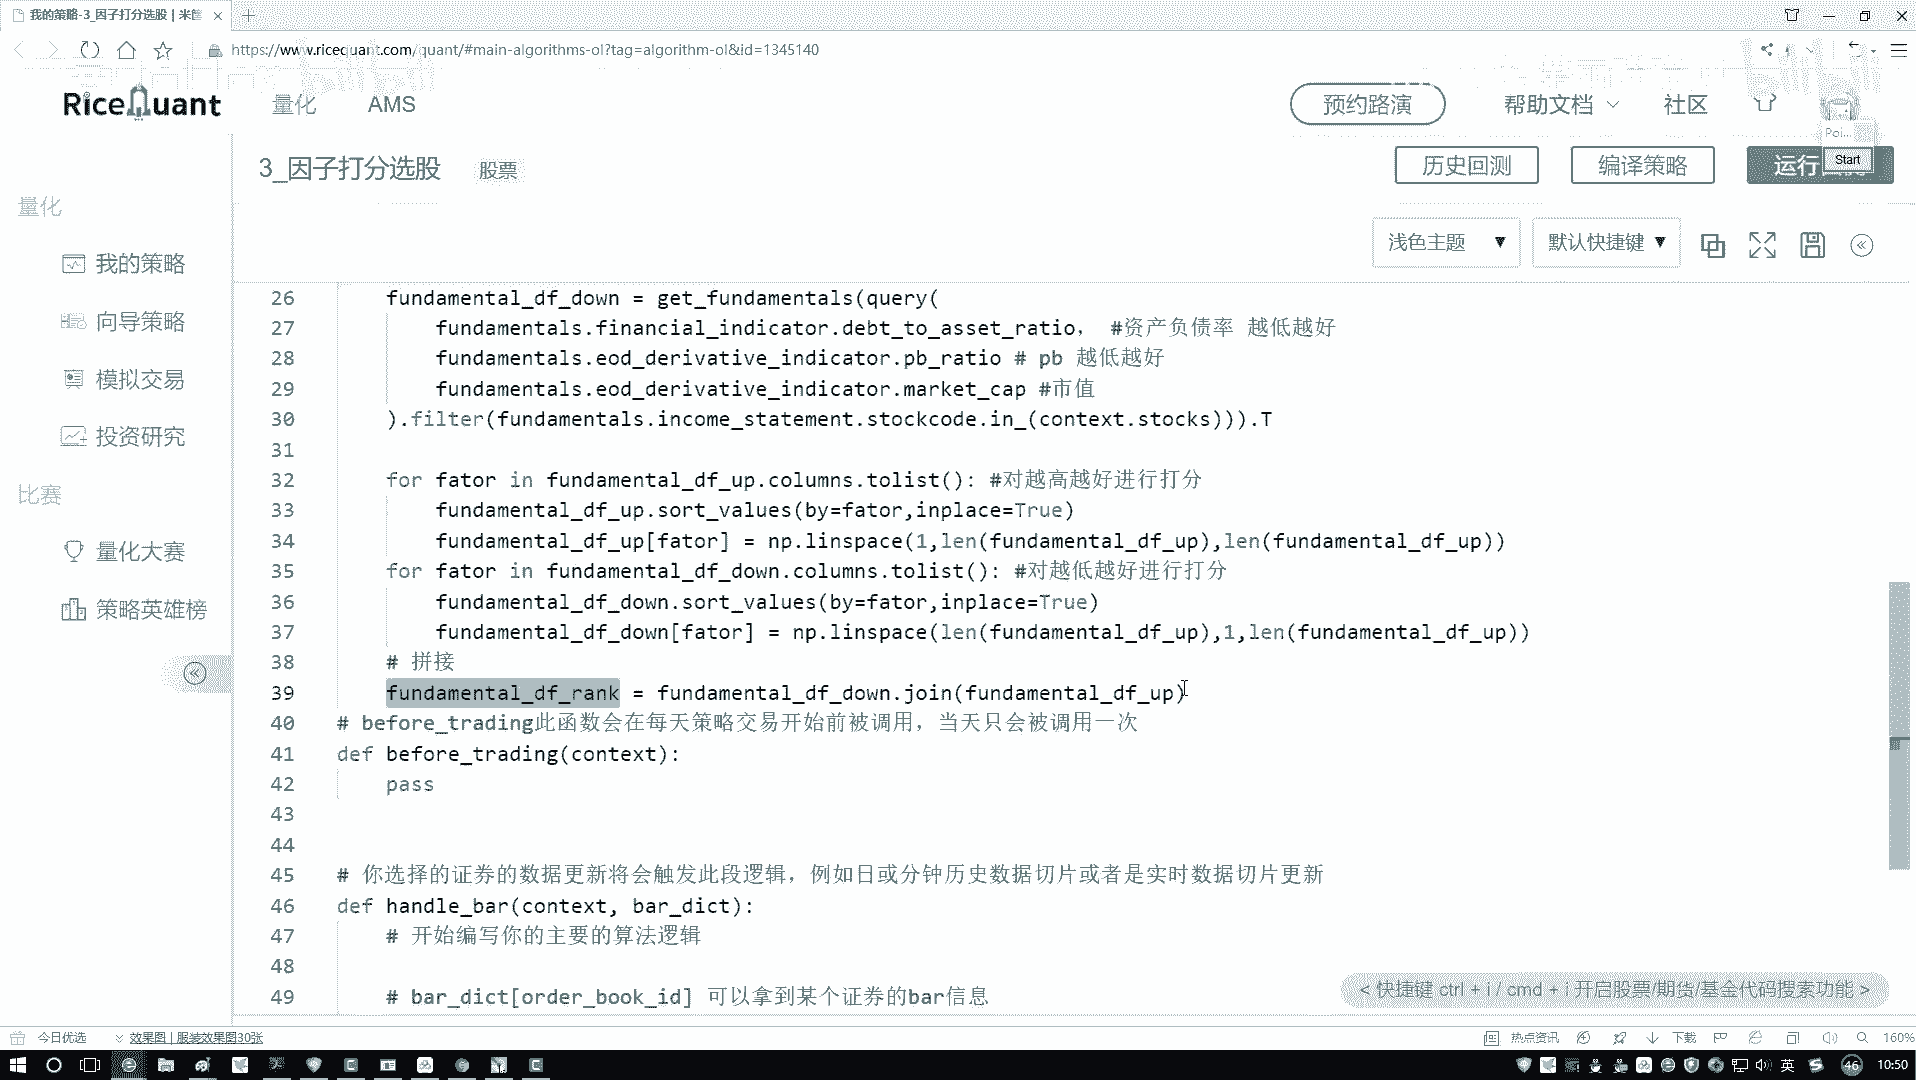 我的策略-3_因子打分选股 | 米筐
https://www.ricequant.com/quant/#main-algorithms-ol?tag=algorithm-ol&id=1345140
RiceQuant
量化
AMS
预约路演
帮助文档
社区
Poi...
Start
3_因子打分选股
股票
历史回测
编译策略
运行
浅色主题
默认快捷键
量化
我的策略
向导策略
模拟交易
投资研究
比赛
量化大赛
策略英雄榜
26 fundamental_df_down = get_fundamentals(query(
27 fundamentals.financial_indicator.debt_to_asset_ratio， #资产负债率 越低越好
28 fundamentals.eod_derivative_indicator.pb_ratio # pb 越低越好
29 fundamentals.eod_derivative_indicator.market_cap #市值
30 ).filter(fundamentals.income_statement.stockcode.in_(context.stocks))).T
31
32 for fator in fundamental_df_up.columns.tolist(): #对越高越好进行打分
33 fundamental_df_up.sort_values(by=fator,inplace=True)
34 fundamental_df_up[fator] = np.linspace(1,len(fundamental_df_up),len(fundamental_df_up))
35 for fator in fundamental_df_down.columns.tolist(): #对越低越好进行打分
36 fundamental_df_down.sort_values(by=fator,inplace=True)
37 fundamental_df_down[fator] = np.linspace(len(fundamental_df_up),1,len(fundamental_df_up))
38 # 拼接
39 fundamental_df_rank = fundamental_df_down.join(fundamental_df_up)
40 # before_trading此函数会在每天策略交易开始前被调用，当天只会被调用一次
41 def before_trading(context):
42 pass
43
44
45 # 你选择的证券的数据更新将会触发此段逻辑，例如日或分钟历史数据切片或者是实时数据切片更新
46 def handle_bar(context, bar_dict):
47 # 开始编写你的主要的算法逻辑
48
49 # bar_dict[order_book_id] 可以拿到某个证券的bar信息
< 快捷键 ctrl + i / cmd + i 开启股票/期货/基金代码搜索功能 >
今日优选
效果图 | 服装效果图30张
热点资讯
下载
160%
英
46
10:50